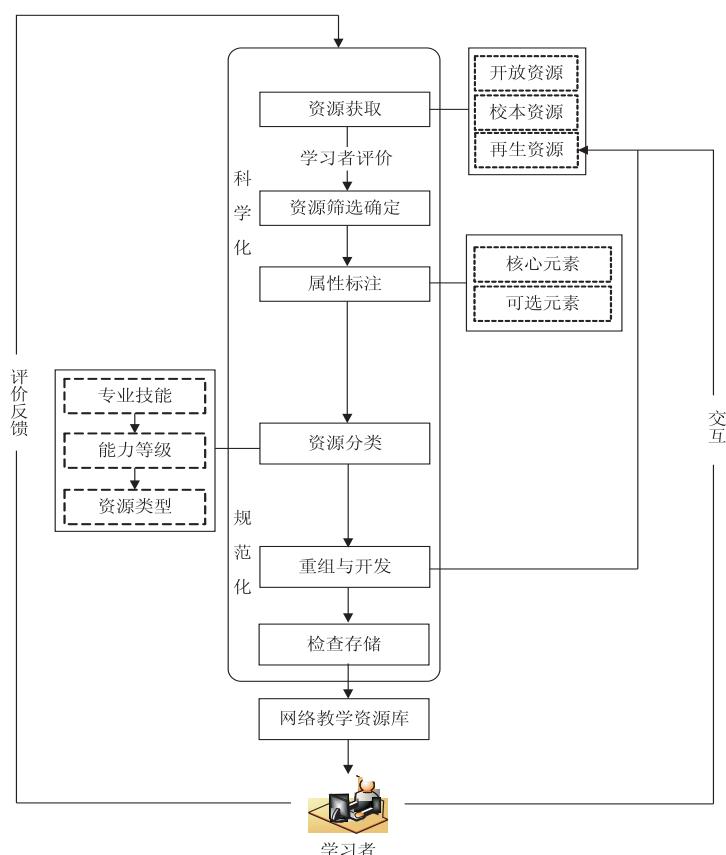 资源获取
开放资源
校本资源
再生资源
学习者评价
科学化
资源筛选确定
属性标注
核心元素
可选元素
评价反馈
专业技能
能力等级
资源类型
资源分类
交互
规范化
重组与开发
检查存储
网络教学资源库
学习者